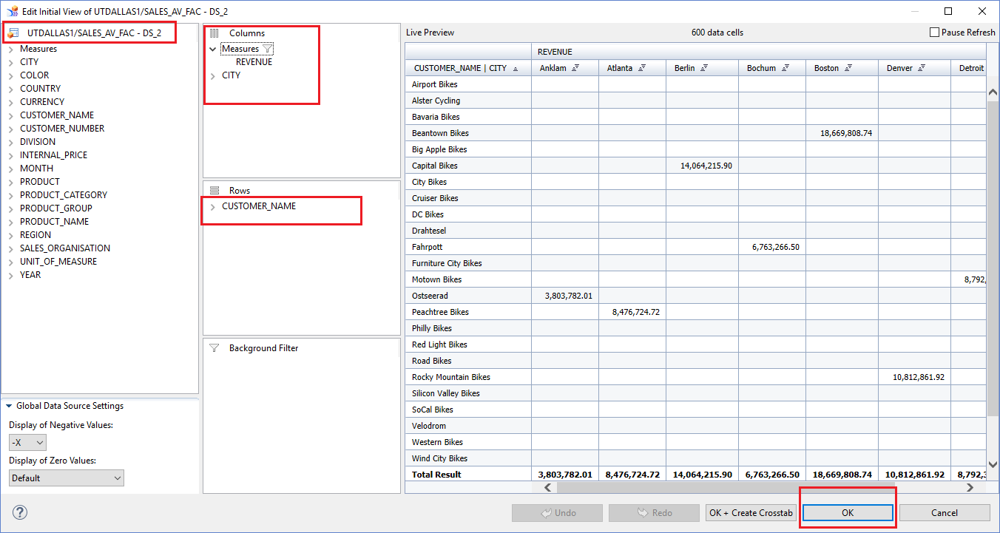 Edit Initial View of UTDALLAS1/SALES_AV_FAC - DS_2
UTDALLAS1/SALES_AV_FAC - DS_2
Measures
CITY
COLOR
COUNTRY
CURRENCY
CUSTOMER_NAME
CUSTOMER_NUMBER
DIVISION
INTERNAL_PRICE
MONTH
PRODUCT
PRODUCT_CATEGORY
PRODUCT_GROUP
PRODUCT_NAME
REGION
SALES_ORGANISATION
UNIT_OF_MEASURE
YEAR
Global Data Source Settings
Display of Negative Values:
-X
Display of Zero Values:
Default
Columns
Measures
REVENUE
CITY
Rows
CUSTOMER_NAME
Background Filter
Live Preview 600 data cells Pause Refresh
REVENUE
CUSTOMER_NAME | CITY Anklam Atlanta Berlin Bochum Boston Denver Detroit
Airport Bikes
Alster Cycling
Bavaria Bikes
Beantown Bikes 18,669,808.74
Big Apple Bikes
Capital Bikes 14,064,215.90
City Bikes
Cruiser Bikes
DC Bikes
Drahtesel
Fahrpott 6,763,266.50
Furniture City Bikes
Motown Bikes 8,792,
Ostseerad 3,803,782.01
Peachtree Bikes 8,476,724.72
Philly Bikes
Red Light Bikes
Road Bikes
Rocky Mountain Bikes 10,812,861.92
Silicon Valley Bikes
SoCal Bikes
Velodrom
Western Bikes
Wind City Bikes
Total Result 3,803,782.01 8,476,724.72 14,064,215.90 6,763,266.50 18,669,808.74 10,812,861.92 8,792,3
? Undo Redo OK + Create Crosstab OK Cancel